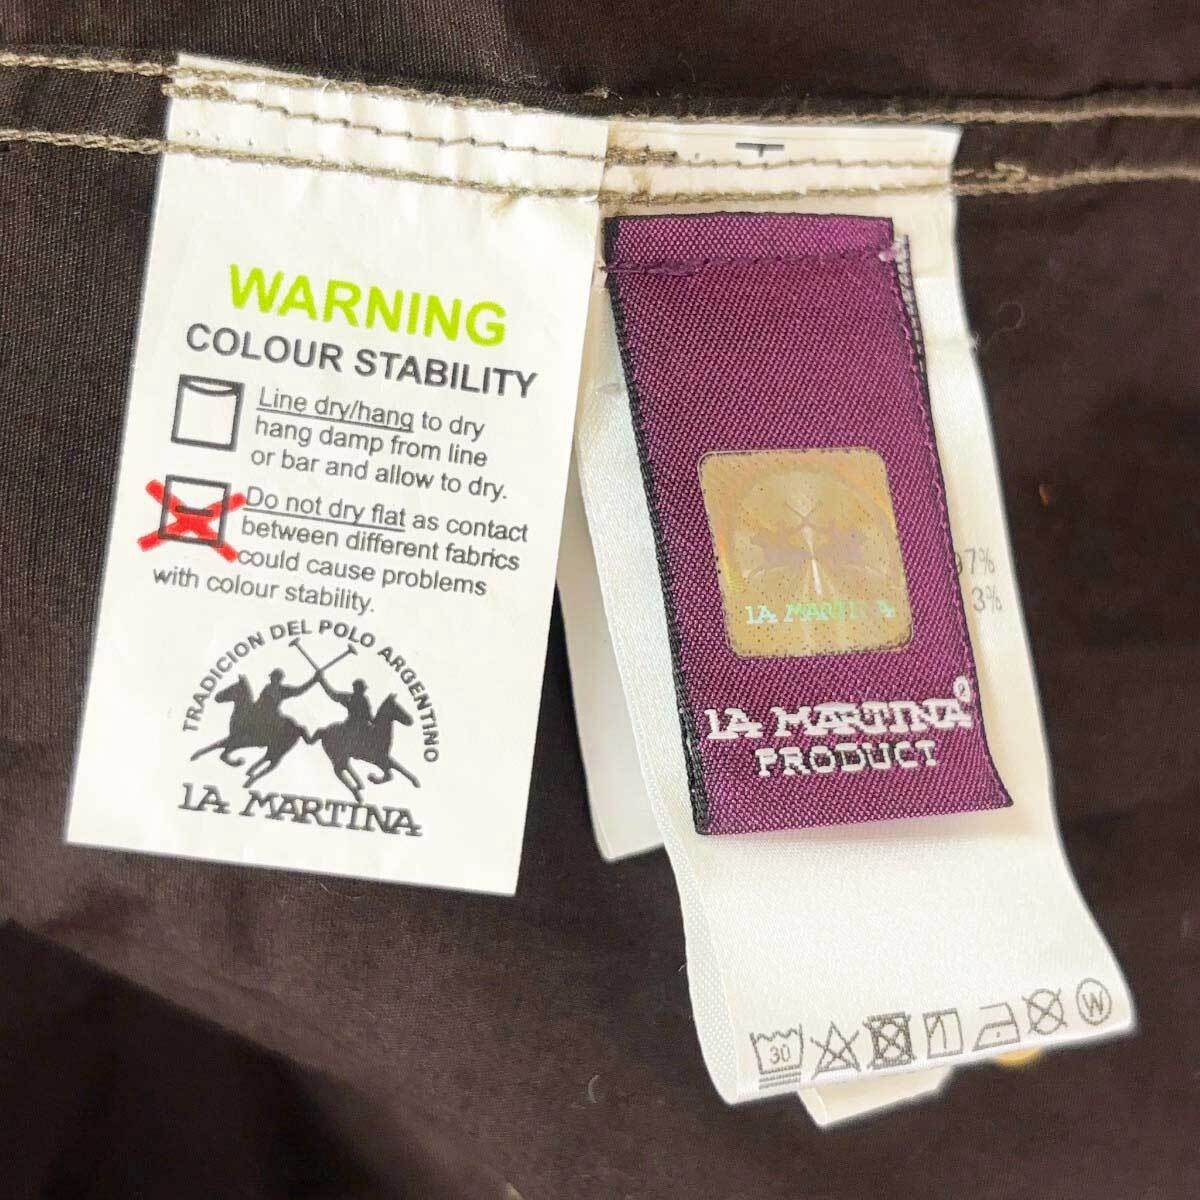 WARNING
COLOUR STABILITY
Line dry/hang to dry
hang damp from line
or bar and allow to dry.
Do not dry flat as contact
between different fabrics
could cause problems
with colour stability.
TRADICION DEL POLO ARGENTINO
LA MARTINA
7%
3%
LA MARTINA
LA MARTINA®
PRODUCT
30
W